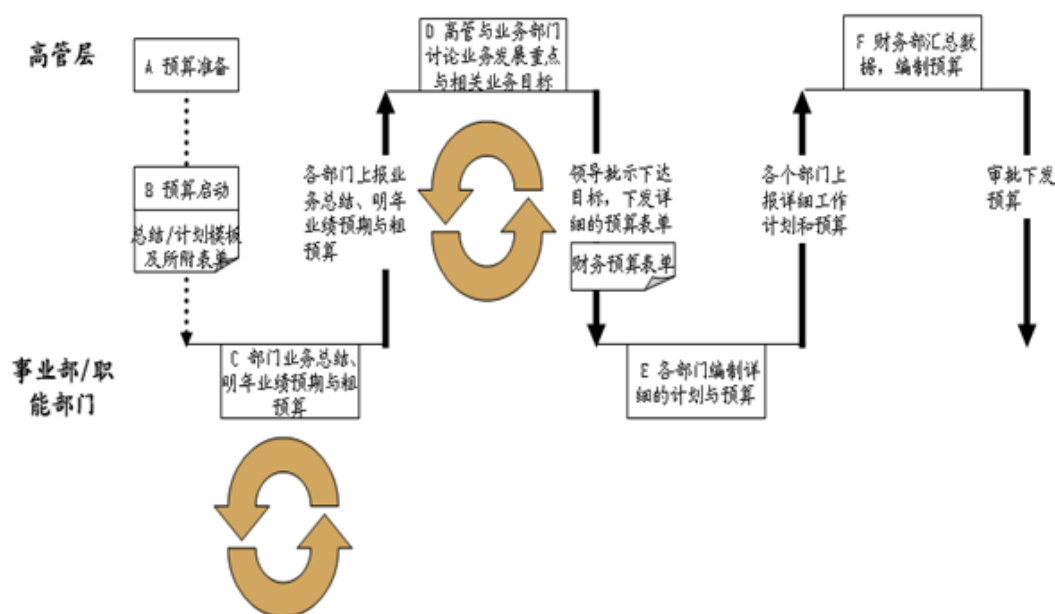 高管层
A 预算准备
B 预算启动
总结/计划模板
及所附表单
各部门上报业
务总结、明年
业绩预期与粗
预算
D 高管与业务部门
讨论业务发展重点
与相关业务目标
领导批示下达
目标，下发详
细的预算表单
财务预算表单
各个部门上
报详细工作
计划和预算
F 财务部汇总数
据，编制预算
审批下发
预算
事业部/职
能部门
C 部门业务总结、
明年业绩预期与粗
预算
E 各部门编制详
细的计划与预算